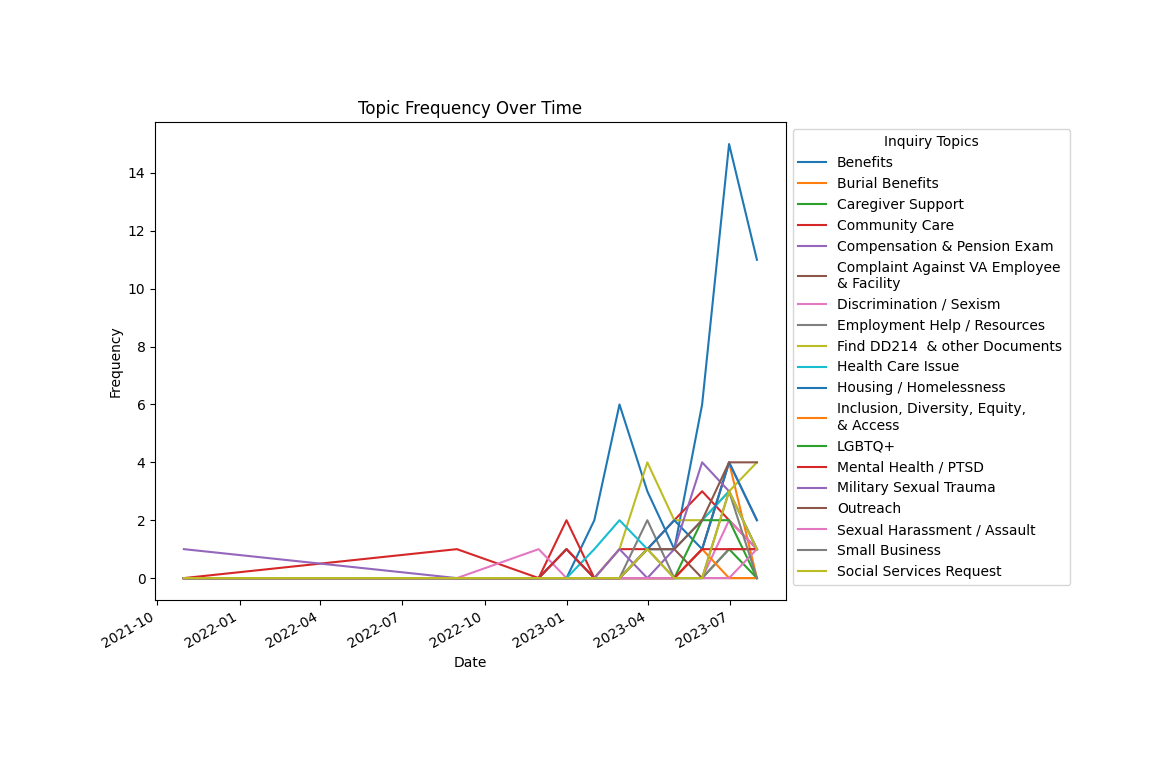 Topic Frequency Over Time
14
12
10
8
6
4
2
0
Frequency
2021-10
2022-01
2022-04
2022-07
2022-10
2023-01
2023-04
2023-07
Date
Inquiry Topics
Benefits
Burial Benefits
Caregiver Support
Community Care
Compensation & Pension Exam
Complaint Against VA Employee
& Facility
Discrimination / Sexism
Employment Help / Resources
Find DD214  & other Documents
Health Care Issue
Housing / Homelessness
Inclusion, Diversity, Equity,
& Access
LGBTQ+
Mental Health / PTSD
Military Sexual Trauma
Outreach
Sexual Harassment / Assault
Small Business
Social Services Request